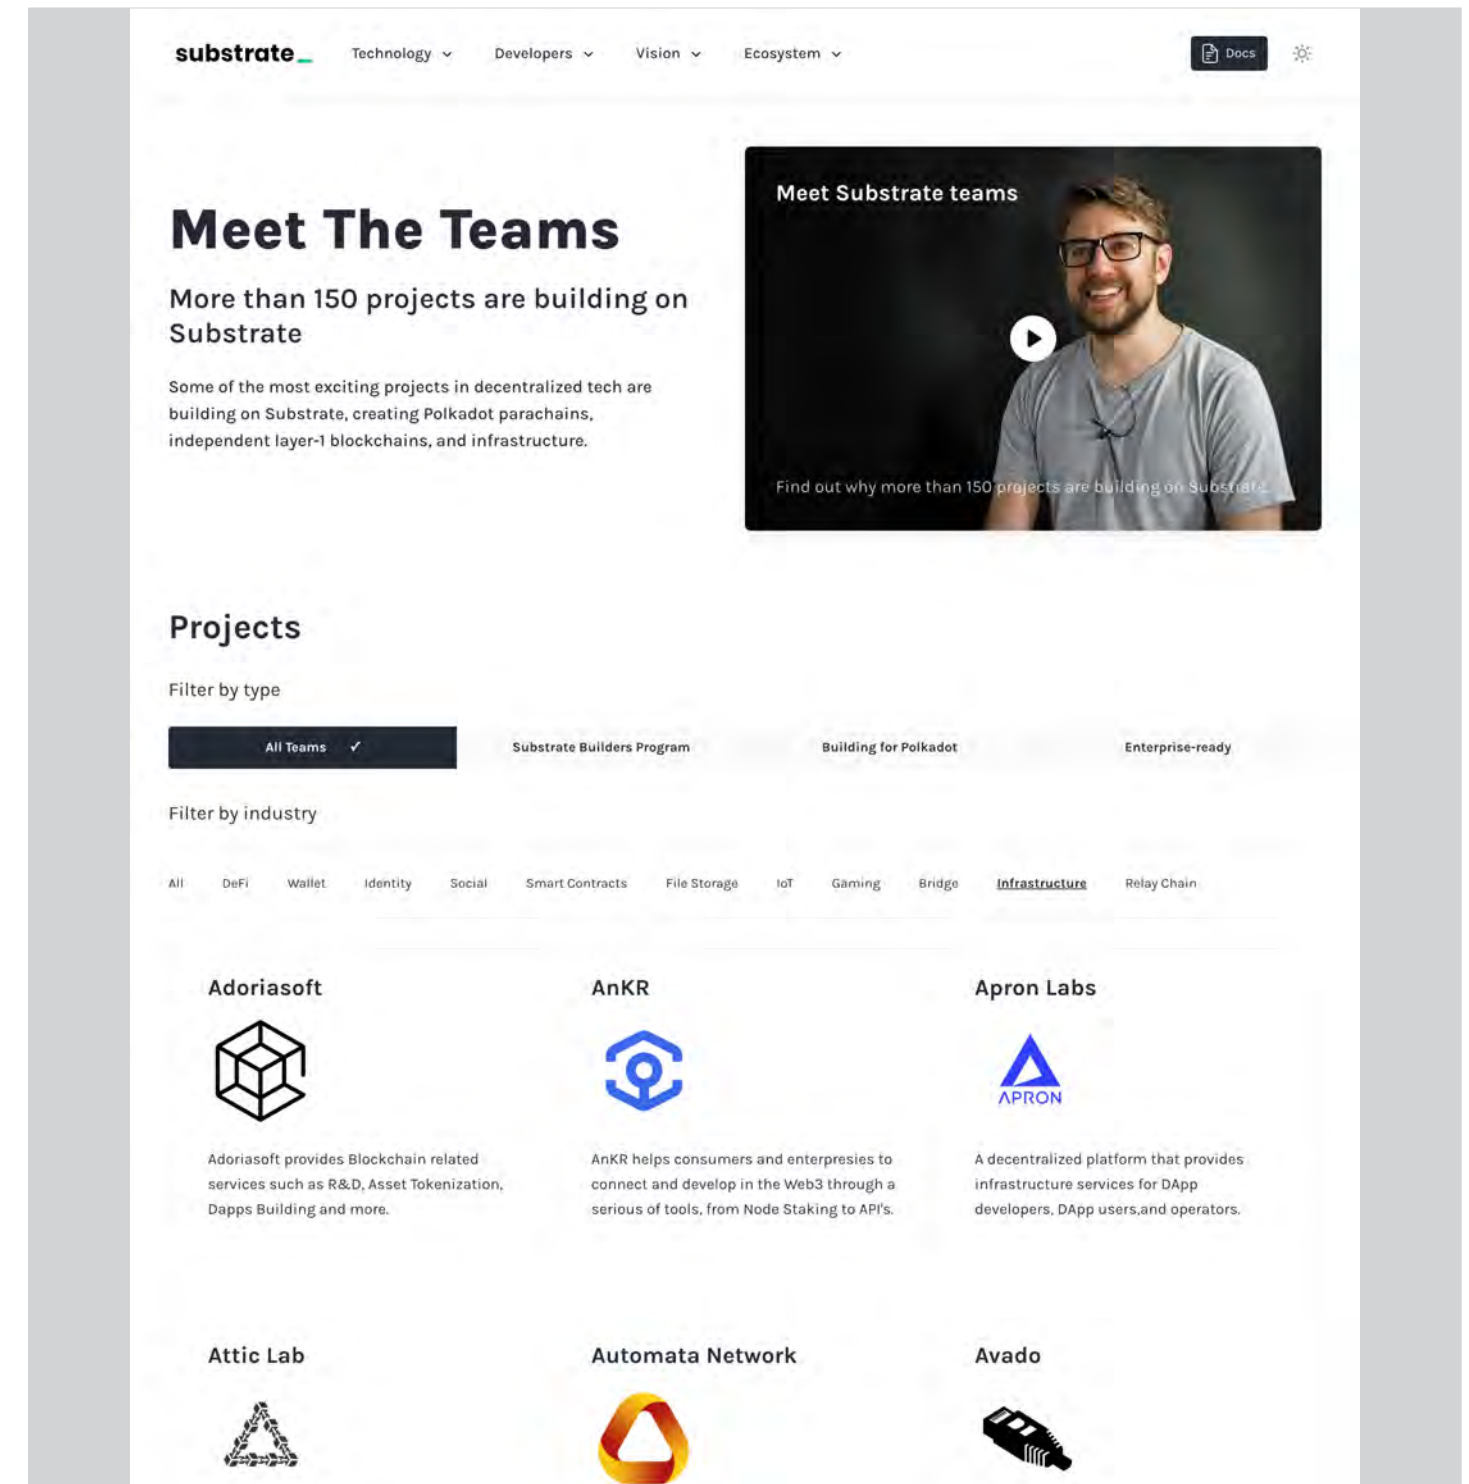 substrate_ Technology Developers Vision Ecosystem Docs
Meet The Teams
More than 150 projects are building on
Substrate
Some of the most exciting projects in decentralized tech are
building on Substrate, creating Polkadot parachains,
independent layer-1 blockchains, and infrastructure.
Meet Substrate teams
Find out why more than 150 projects are building on Substrate.
Projects
Filter by type
All Teams ✓ Substrate Builders Program Building for Polkadot Enterprise-ready
Filter by industry
All DeFi Wallet Identity Social Smart Contracts File Storage IoT Gaming Bridge Infrastructure Relay Chain
Adoriasoft
Adoriasoft provides Blockchain related
services such as R&D, Asset Tokenization,
Dapps Building and more.
AnKR
AnKR helps consumers and enterpresies to
connect and develop in the Web3 through a
serious of tools, from Node Staking to API's.
Apron Labs
APRON
A decentralized platform that provides
infrastructure services for DApp
developers, DApp users,and operators.
Attic Lab
Automata Network
Avado